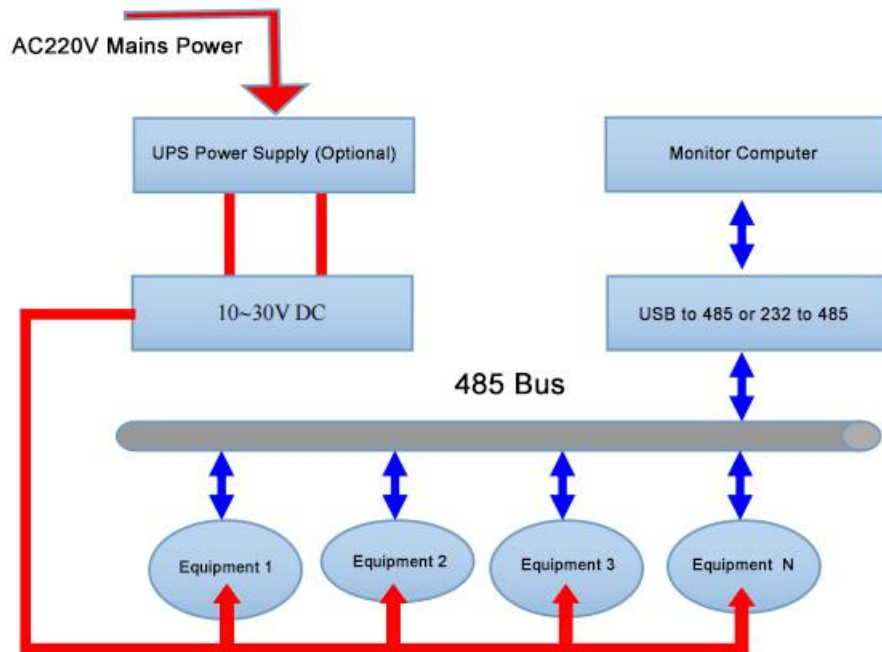 AC220V Mains Power
UPS Power Supply (Optional)
Monitor Computer
10~30V DC
USB to 485 or 232 to 485
485 Bus
Equipment 1
Equipment 2
Equipment 3
Equipment N